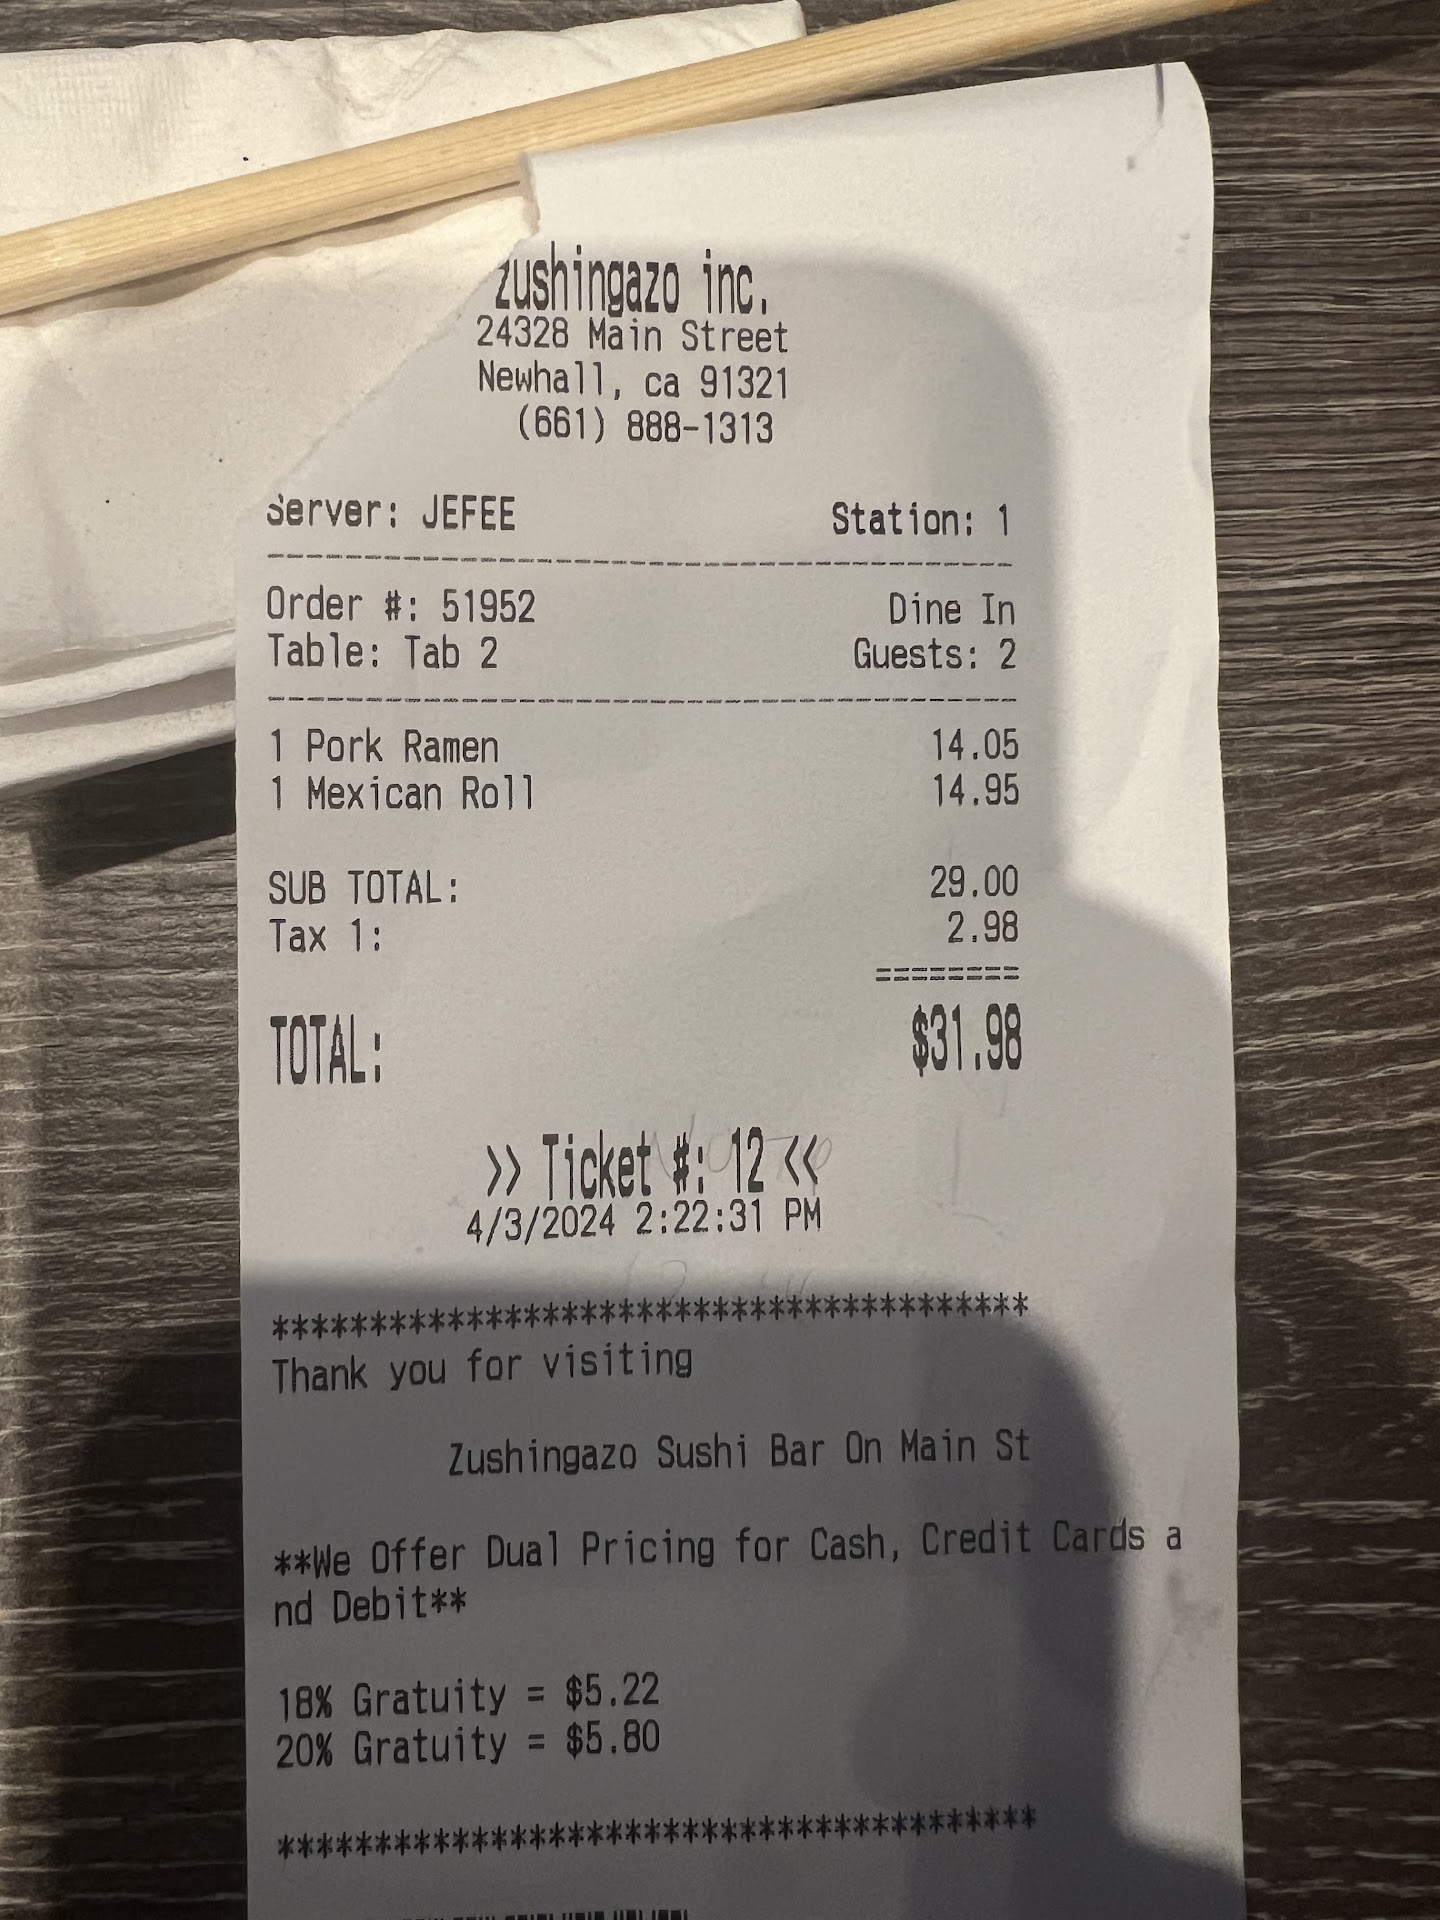 Zushingazo inc.
24328 Main Street
Newhall, ca 91321
(661) 888-1313
Server: JEFEE Station: 1
Order #: 51952 Dine In
Table: Tab 2 Guests: 2
1 Pork Ramen 14.05
1 Mexican Roll 14.95
SUB TOTAL: 29.00
Tax 1: 2.98
========
TOTAL: $31.98
>> Ticket #: 12 <<
4/3/2024 2:22:31 PM
***************************************
Thank you for visiting
Zushingazo Sushi Bar On Main St
**We Offer Dual Pricing for Cash, Credit Cards a
nd Debit**
18% Gratuity = $5.22
20% Gratuity = $5.80
***************************************